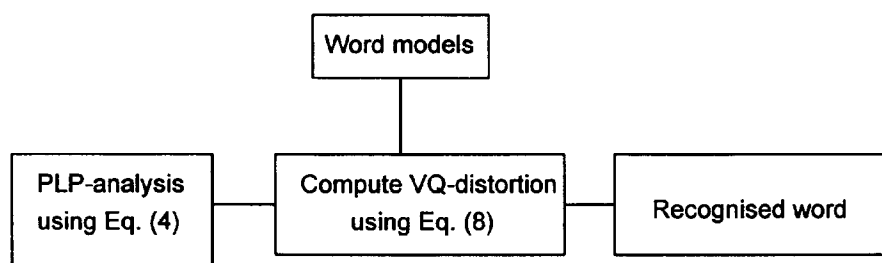 Word models
PLP-analysis
using Eq. (4)
Compute VQ-distortion
using Eq. (8)
Recognised word